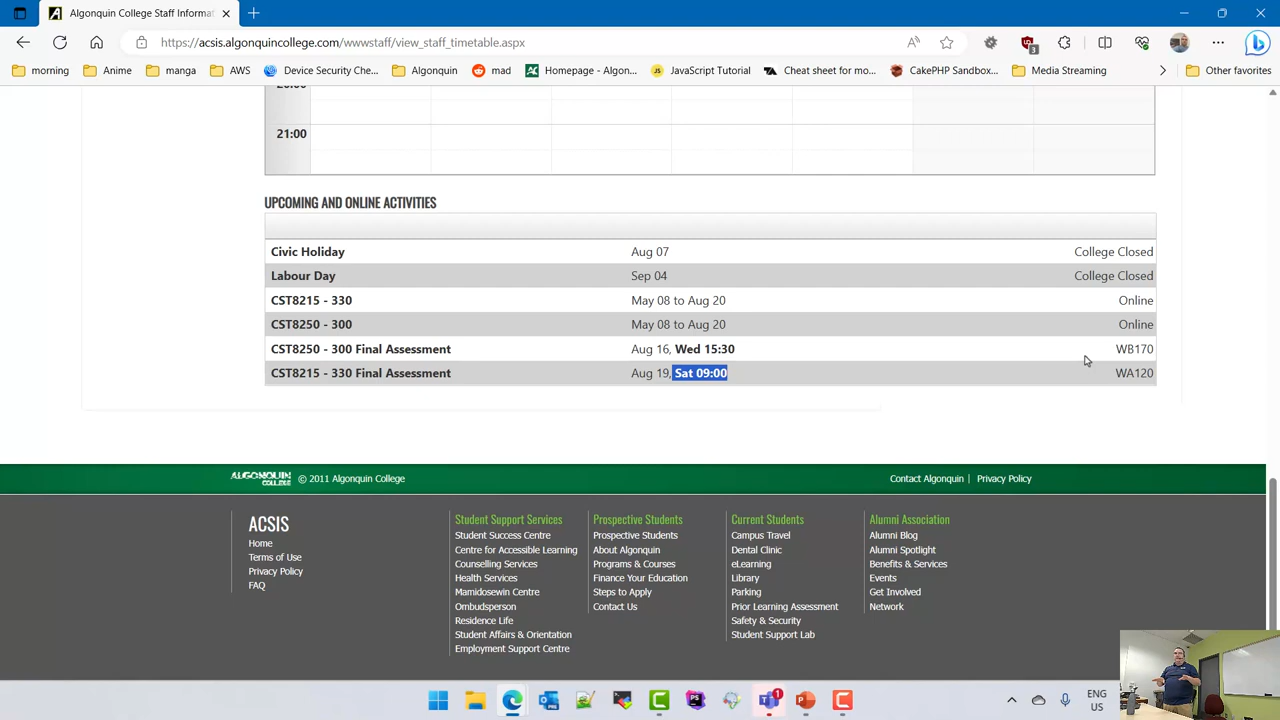 Algonquin College Staff Informat
https://acsis.algonquincollege.com/wwwstaff/view_staff_timetable.aspx
3
morning
Anime
manga
AWS
Device Security Che...
Algonquin
mad
Homepage - Algon...
JS JavaScript Tutorial
Cheat sheet for mo...
CakePHP Sandbox...
Media Streaming
Other favorites
20:00
21:00
UPCOMING AND ONLINE ACTIVITIES
Civic Holiday Aug 07 College Closed
Labour Day Sep 04 College Closed
CST8215 - 330 May 08 to Aug 20 Online
CST8250 - 300 May 08 to Aug 20 Online
CST8250 - 300 Final Assessment Aug 16, Wed 15:30 WB170
CST8215 - 330 Final Assessment Aug 19, Sat 09:00 WA120
ALGONQUIN COLLEGE © 2011 Algonquin College
Contact Algonquin | Privacy Policy
ACSIS
Home
Terms of Use
Privacy Policy
FAQ
Student Support Services
Student Success Centre
Centre for Accessible Learning
Counselling Services
Health Services
Mamidosewin Centre
Ombudsperson
Residence Life
Student Affairs & Orientation
Employment Support Centre
Prospective Students
Prospective Students
About Algonquin
Programs & Courses
Finance Your Education
Steps to Apply
Contact Us
Current Students
Campus Travel
Dental Clinic
eLearning
Library
Parking
Prior Learning Assessment
Safety & Security
Student Support Lab
Alumni Association
Alumni Blog
Alumni Spotlight
Benefits & Services
Events
Get Involved
Network
1
ENG
US